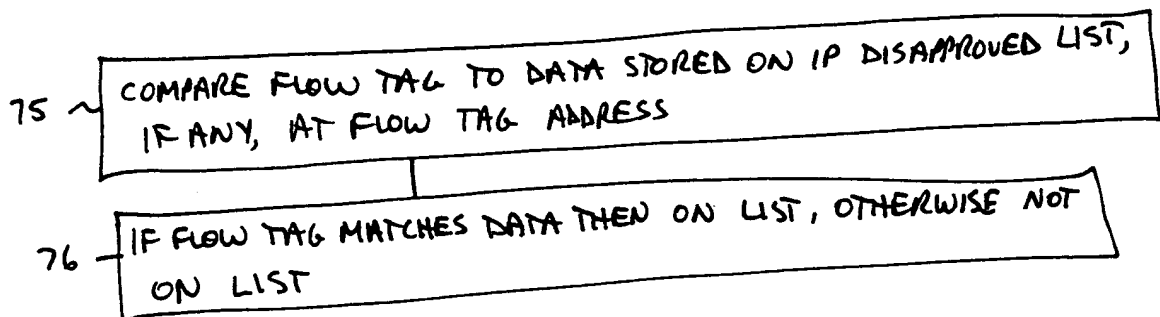 75 COMPARE FLOW TAG TO DATA STORED ON IP DISAPPROVED LIST,
IF ANY, AT FLOW TAG ADDRESS
76 IF FLOW TAG MATCHES DATA THEN ON LIST, OTHERWISE NOT
ON LIST